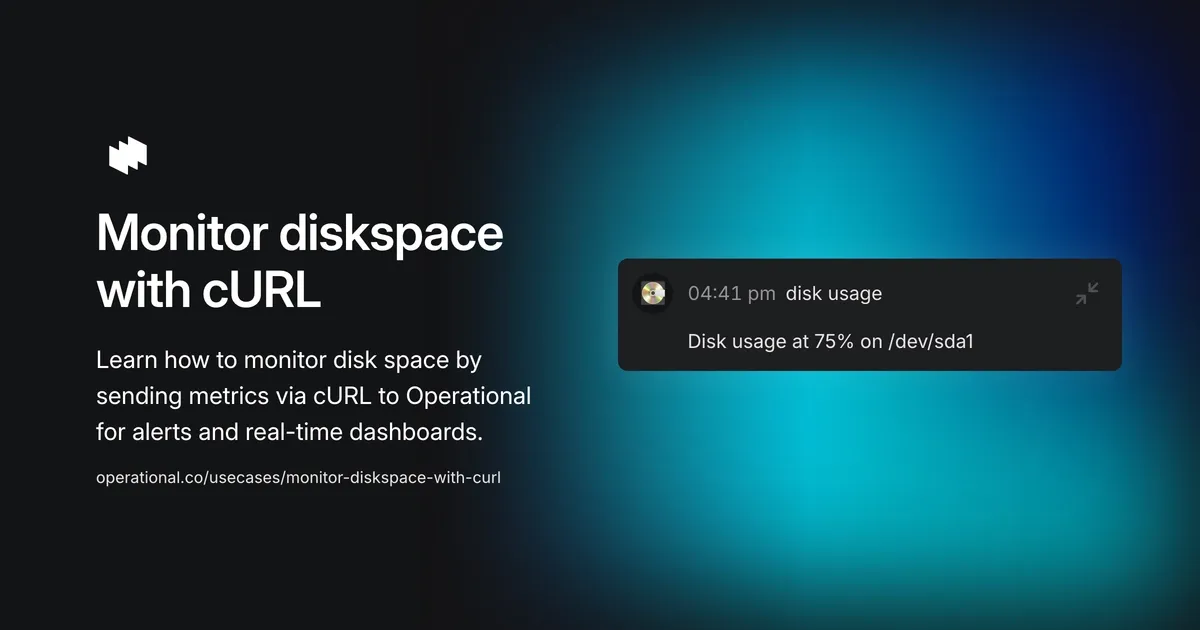 Monitor diskspace
with cURL
Learn how to monitor disk space by
sending metrics via cURL to Operational
for alerts and real-time dashboards.
operational.co/usecases/monitor-diskspace-with-curl
04:41 pm disk usage
Disk usage at 75% on /dev/sda1